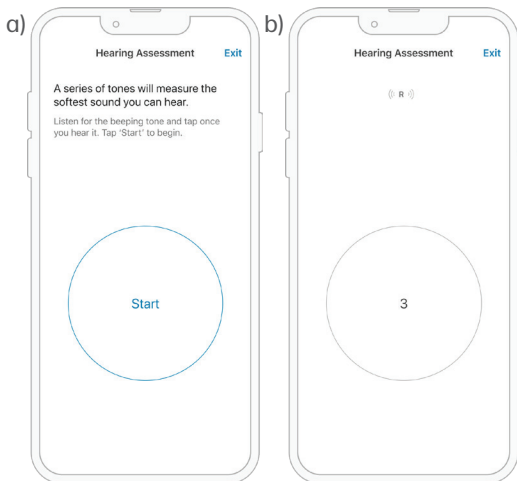 a)
Hearing Assessment
Exit
A series of tones will measure the
softest sound you can hear.
Listen for the beeping tone and tap once
you hear it. Tap 'Start' to begin.
Start
b)
Hearing Assessment
Exit
R
3